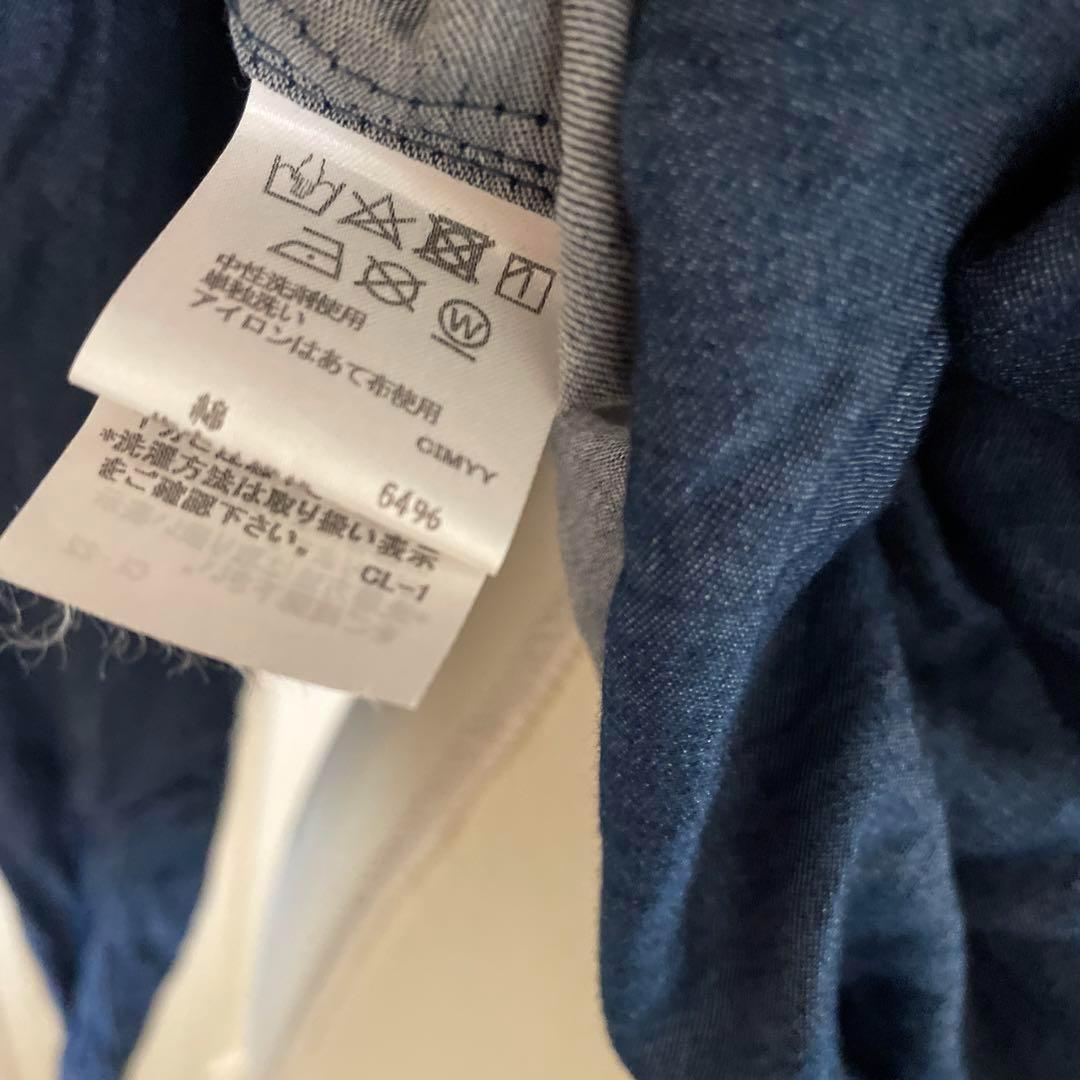 W
中性洗剤使用
単独洗い
アイロンはあて布使用
GIMYY
綿
64%
*洗濯方法は取り扱い表示
をご確認下さい。
CL-1